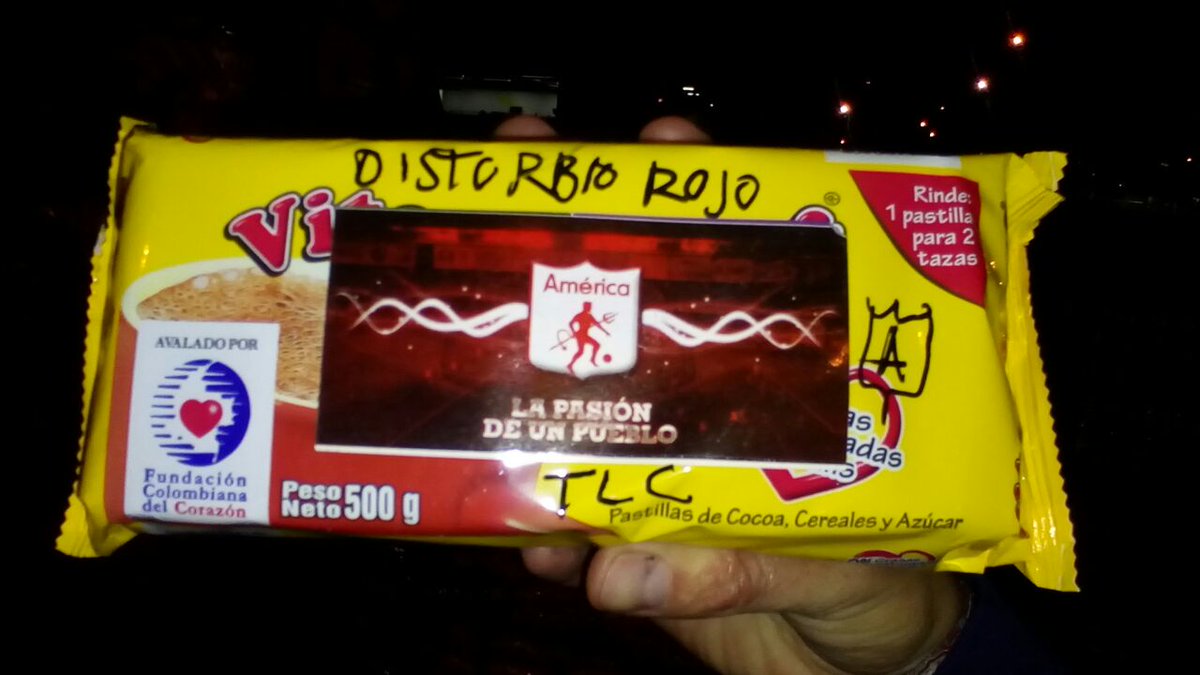 DISTURBIO ROJO
Rinde:
1 pastilla
para 2
tazas
América
LA PASIÓN
DE UN PUEBLO
A
AVALADO POR
Fundación
Colombiana
del Corazón
Peso
Neto 500 g
TLC
Pastillas de Cocoa, Cereales y Azúcar